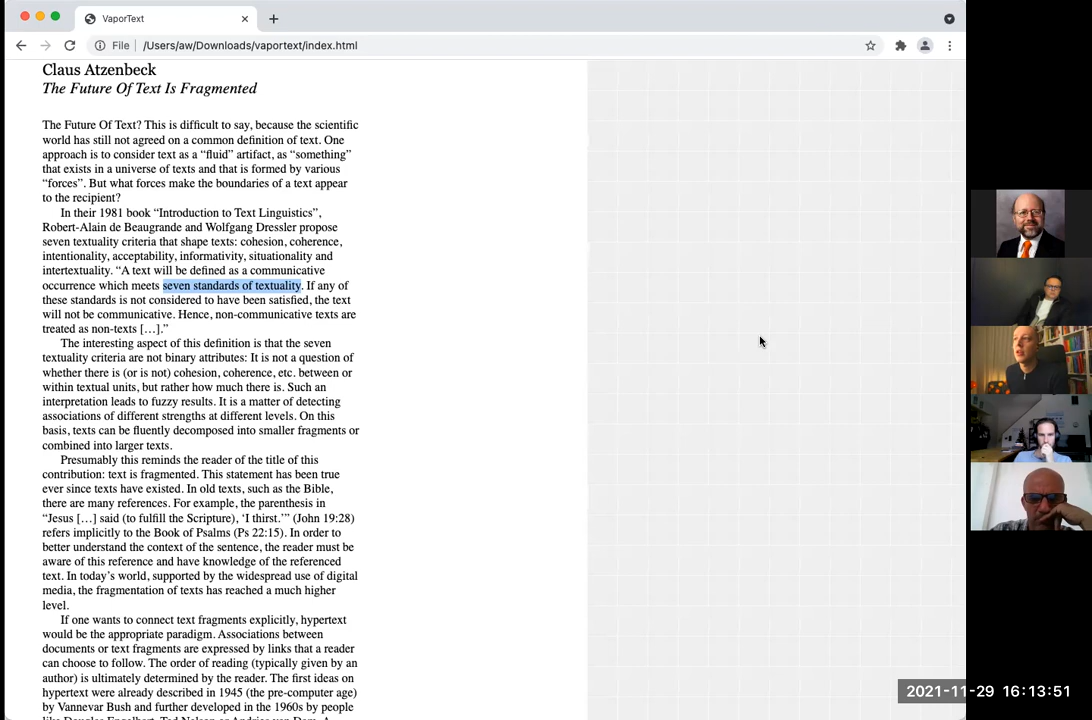 VaporText
File
/Users/aw/Downloads/vaportext/index.html
Claus Atzenbeck
The Future Of Text Is Fragmented
The Future Of Text? This is difficult to say, because the scientific
world has still not agreed on a common definition of text. One
approach is to consider text as a “fluid” artifact, as “something”
that exists in a universe of texts and that is formed by various
“forces”. But what forces make the boundaries of a text appear
to the recipient?
In their 1981 book “Introduction to Text Linguistics”,
Robert-Alain de Beaugrande and Wolfgang Dressler propose
seven textuality criteria that shape texts: cohesion, coherence,
intentionality, acceptability, informativity, situationality and
intertextuality. “A text will be defined as a communicative
occurrence which meets seven standards of textuality. If any of
these standards is not considered to have been satisfied, the text
will not be communicative. Hence, non-communicative texts are
treated as non-texts […].”
The interesting aspect of this definition is that the seven
textuality criteria are not binary attributes: It is not a question of
whether there is (or is not) cohesion, coherence, etc. between or
within textual units, but rather how much there is. Such an
interpretation leads to fuzzy results. It is a matter of detecting
associations of different strengths at different levels. On this
basis, texts can be fluently decomposed into smaller fragments or
combined into larger texts.
Presumably this reminds the reader of the title of this
contribution: text is fragmented. This statement has been true
ever since texts have existed. In old texts, such as the Bible,
there are many references. For example, the parenthesis in
“Jesus […] said (to fulfill the Scripture), ‘I thirst.’” (John 19:28)
refers implicitly to the Book of Psalms (Ps 22:15). In order to
better understand the context of the sentence, the reader must be
aware of this reference and have knowledge of the referenced
text. In today’s world, supported by the widespread use of digital
media, the fragmentation of texts has reached a much higher
level.
If one wants to connect text fragments explicitly, hypertext
would be the appropriate paradigm. Associations between
documents or text fragments are expressed by links that a reader
can choose to follow. The order of reading (typically given by an
author) is ultimately determined by the reader. The first ideas on
hypertext were already described in 1945 (the pre-computer age)
by Vannevar Bush and further developed in the 1960s by people
like Douglas Engelbart, Ted Nelson or Andries van Dam. A
2021-11-29 16:13:51